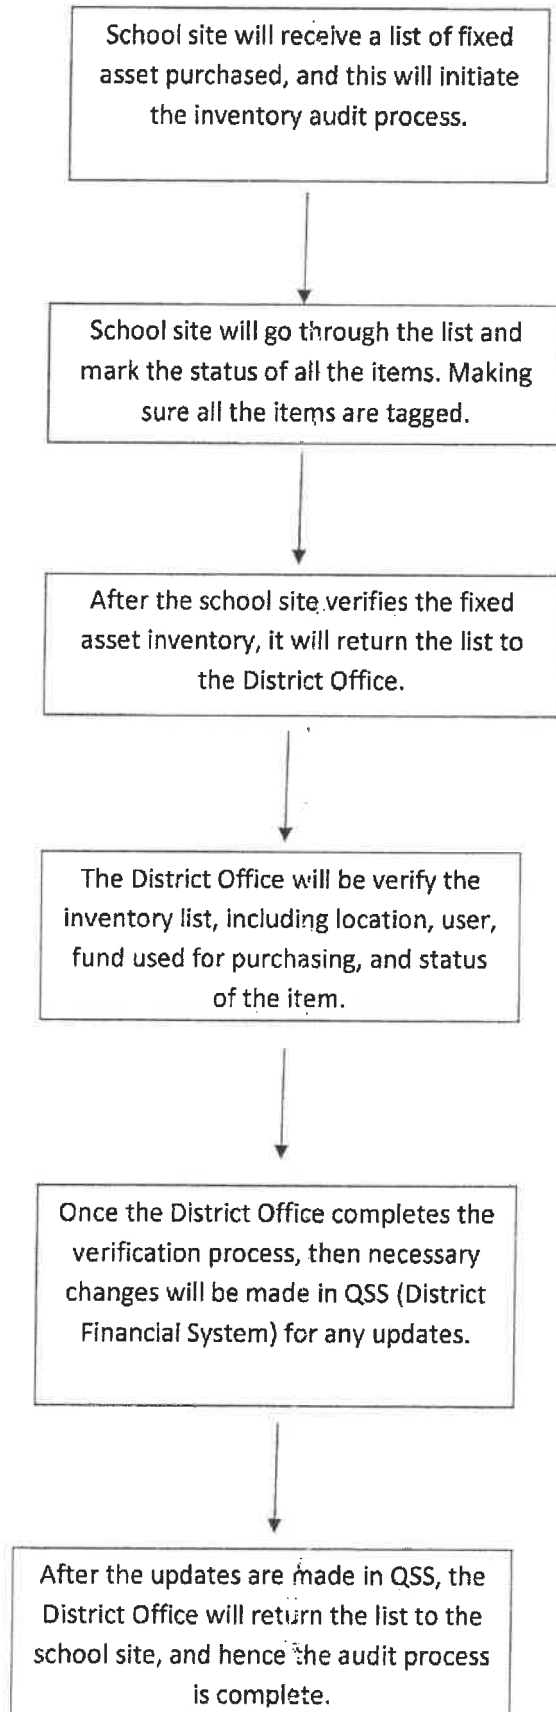 School site will receive a list of fixed
asset purchased, and this will initiate
the inventory audit process.
School site will go through the list and
mark the status of all the items. Making
sure all the items are tagged.
After the school site verifies the fixed
asset inventory, it will return the list to
the District Office.
The District Office will be verify the
inventory list, including location, user,
fund used for purchasing, and status
of the item.
Once the District Office completes the
verification process, then necessary
changes will be made in QSS (District
Financial System) for any updates.
After the updates are made in QSS, the
District Office will return the list to the
school site, and hence the audit process
is complete.